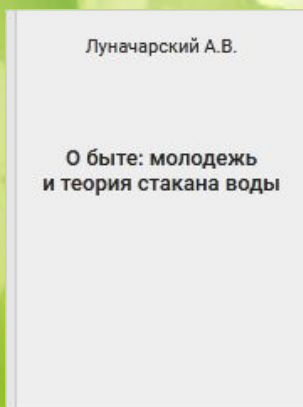 Луначарский А.В.
О быте: молодежь
и теория стакана воды